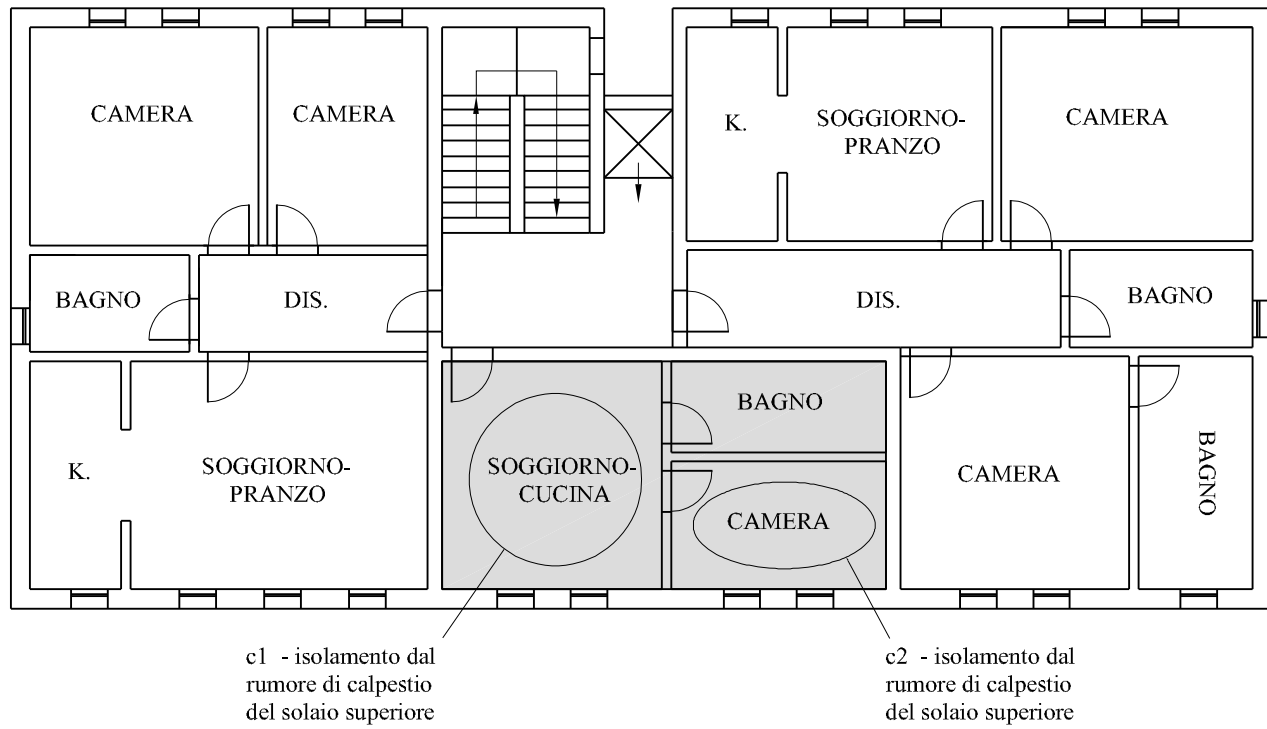 CAMERA
CAMERA
K.
SOGGIORNO-
PRANZO
CAMERA
BAGNO
DIS.
DIS.
BAGNO
K.
SOGGIORNO-
PRANZO
SOGGIORNO-
CUCINA
BAGNO
CAMERA
CAMERA
BAGNO
c1 - isolamento dal
rumore di calpestio
del solaio superiore
c2 - isolamento dal
rumore di calpestio
del solaio superiore